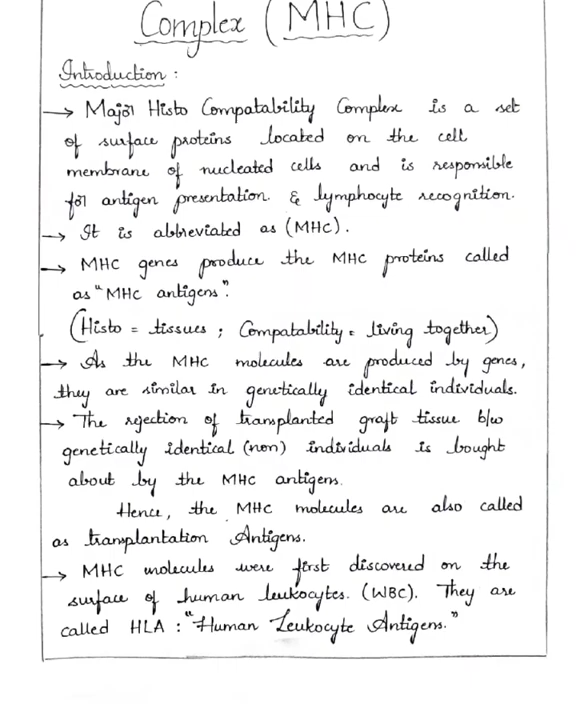 Complex (MHC)
Introduction :
→ Major Histo Compatability Complex is a set
of surface proteins located on the cell
membrane of nucleated cells and is responsible
for antigen presentation & lymphocyte recognition.
→ It is abbreviated as (MHC).
→ MHC genes produce the MHC proteins called
as "MHC antigens".
(Histo = tissues ; Compatability = living together)
→ As the MHC molecules are produced by genes,
they are similar in genetically identical individuals.
→ The rejection of transplanted graft tissue b/w
genetically identical (non) individuals is bought
about by the MHC antigens.
Hence, the MHC molecules are also called
as transplantation Antigens.
→ MHC molecules were first discovered on the
surface of human leukocytes. (WBC). They are
called HLA : "Human Leukocyte Antigens."